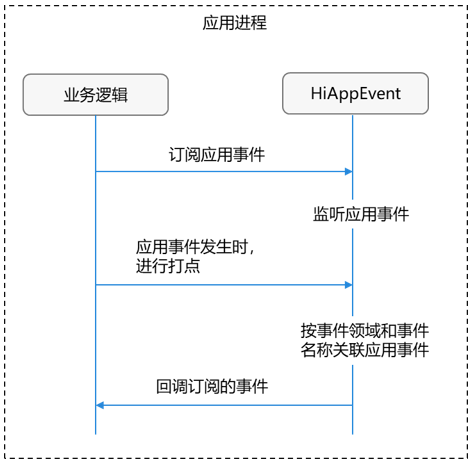 应用进程
业务逻辑
HiAppEvent
订阅应用事件
监听应用事件
应用事件发生时，
进行打点
按事件领域和事件
名称关联应用事件
回调订阅的事件